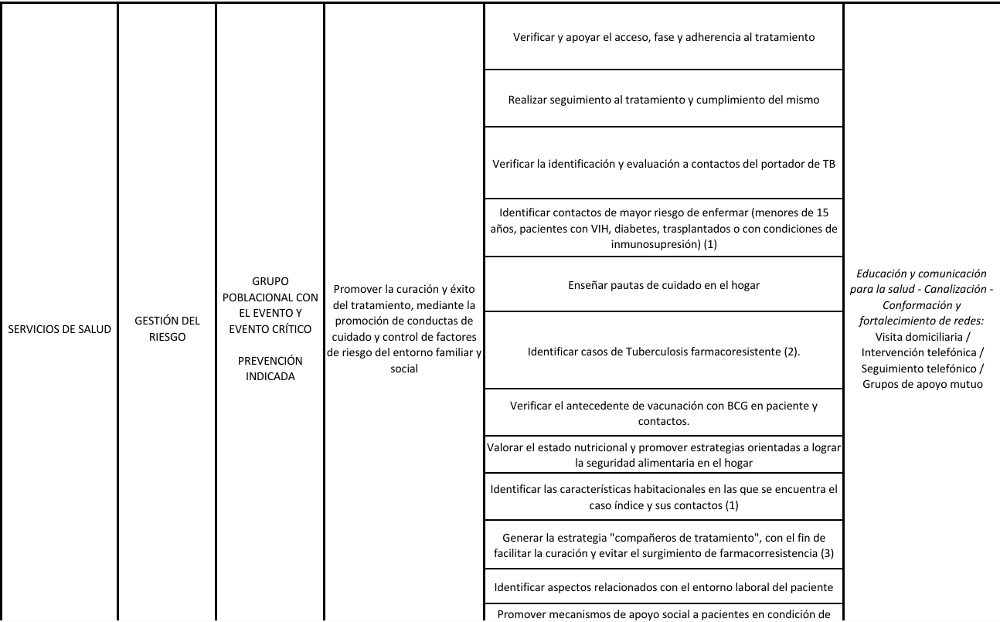 SERVICIOS DE SALUD
GESTIÓN DEL
RIESGO
GRUPO
POBLACIONAL CON
EL EVENTO Y
EVENTO CRÍTICO
PREVENCIÓN
INDICADA
Promover la curación y éxito
del tratamiento, mediante la
promoción de conductas de
cuidado y control de factores
de riesgo del entorno familiar y
social
Verificar y apoyar el acceso, fase y adherencia al tratamiento
Realizar seguimiento al tratamiento y cumplimiento del mismo
Verificar la identificación y evaluación a contactos del portador de TB
Identificar contactos de mayor riesgo de enfermar (menores de 15
años, pacientes con VIH, diabetes, trasplantados o con condiciones de
inmunosupresión) (1)
Enseñar pautas de cuidado en el hogar
Identificar casos de Tuberculosis farmacoresistente (2).
Verificar el antecedente de vacunación con BCG en paciente y
contactos.
Valorar el estado nutricional y promover estrategias orientadas a lograr
la seguridad alimentaria en el hogar
Identificar las características habitacionales en las que se encuentra el
caso índice y sus contactos (1)
Generar la estrategia "compañeros de tratamiento", con el fin de
facilitar la curación y evitar el surgimiento de farmacorresistencia (3)
Identificar aspectos relacionados con el entorno laboral del paciente
Promover mecanismos de apoyo social a pacientes en condición de
Educación y comunicación
para la salud - Canalización -
Conformación y
fortalecimiento de redes:
Visita domiciliaria /
Intervención telefónica /
Seguimiento telefónico /
Grupos de apoyo mutuo